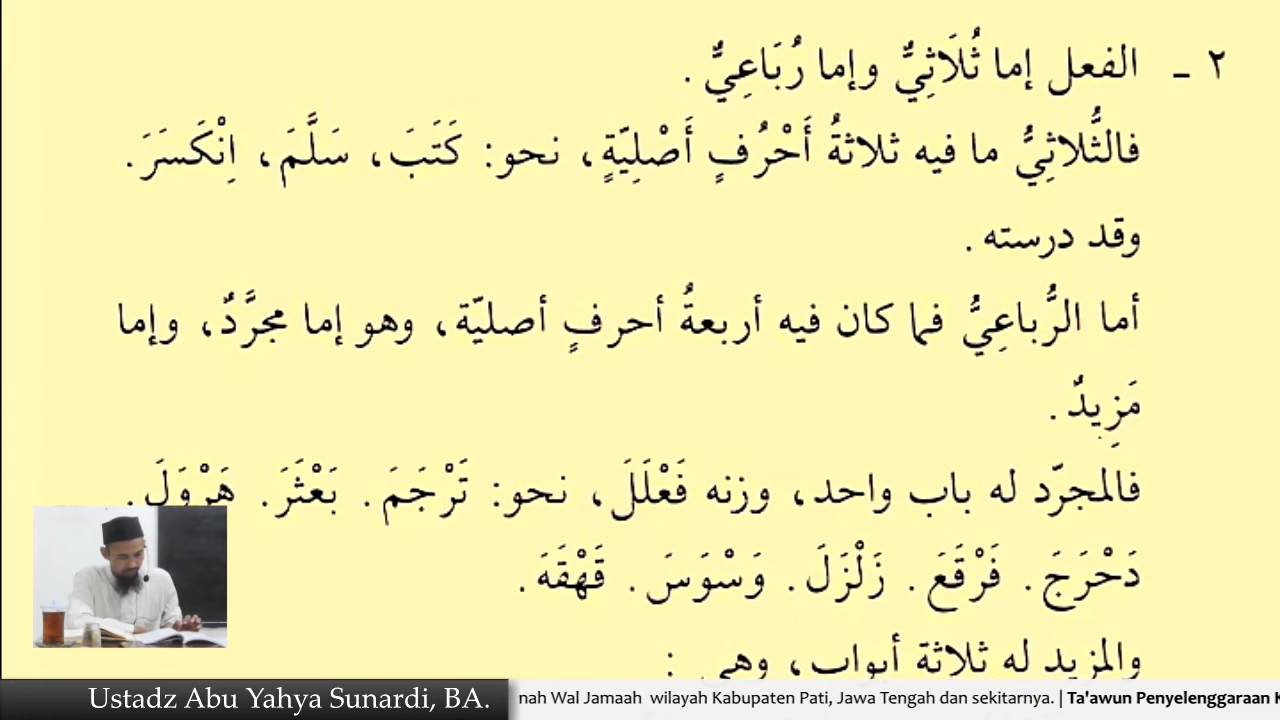 ٢ ــ الفعل إما ثُلَاثِيٌّ وإما رُبَاعِيٌّ .
فالثُّلاثِيُّ ما فيه ثلاثةُ أَحْرُفٍ أَصْلِيّةٍ، نحو: كَتَبَ، سَلَّمَ، اِنْكَسَرَ.
وقد درسته .
أما الرُّباعِيُّ فما كان فيه أربعةُ أحرفٍ أصليّة، وهو إما مجرَّدٌ، وإما
مَزِيدٌ .
فالمجرّد له باب واحد، وزنه فَعْلَلَ، نحو: تَرْجَمَ. بَعْثَرَ. هَرْوَلَ.
دَحْرَجَ. فَرْقَعَ. زَلْزَلَ. وَسْوَسَ. قَهْقَهَ.
والمزيد له ثلاثة أبواب، وهي :
Ustadz Abu Yahya Sunardi, BA.
nah Wal Jamaah wilayah Kabupaten Pati, Jawa Tengah dan sekitarnya. | Ta'awun Penyelenggaraan K